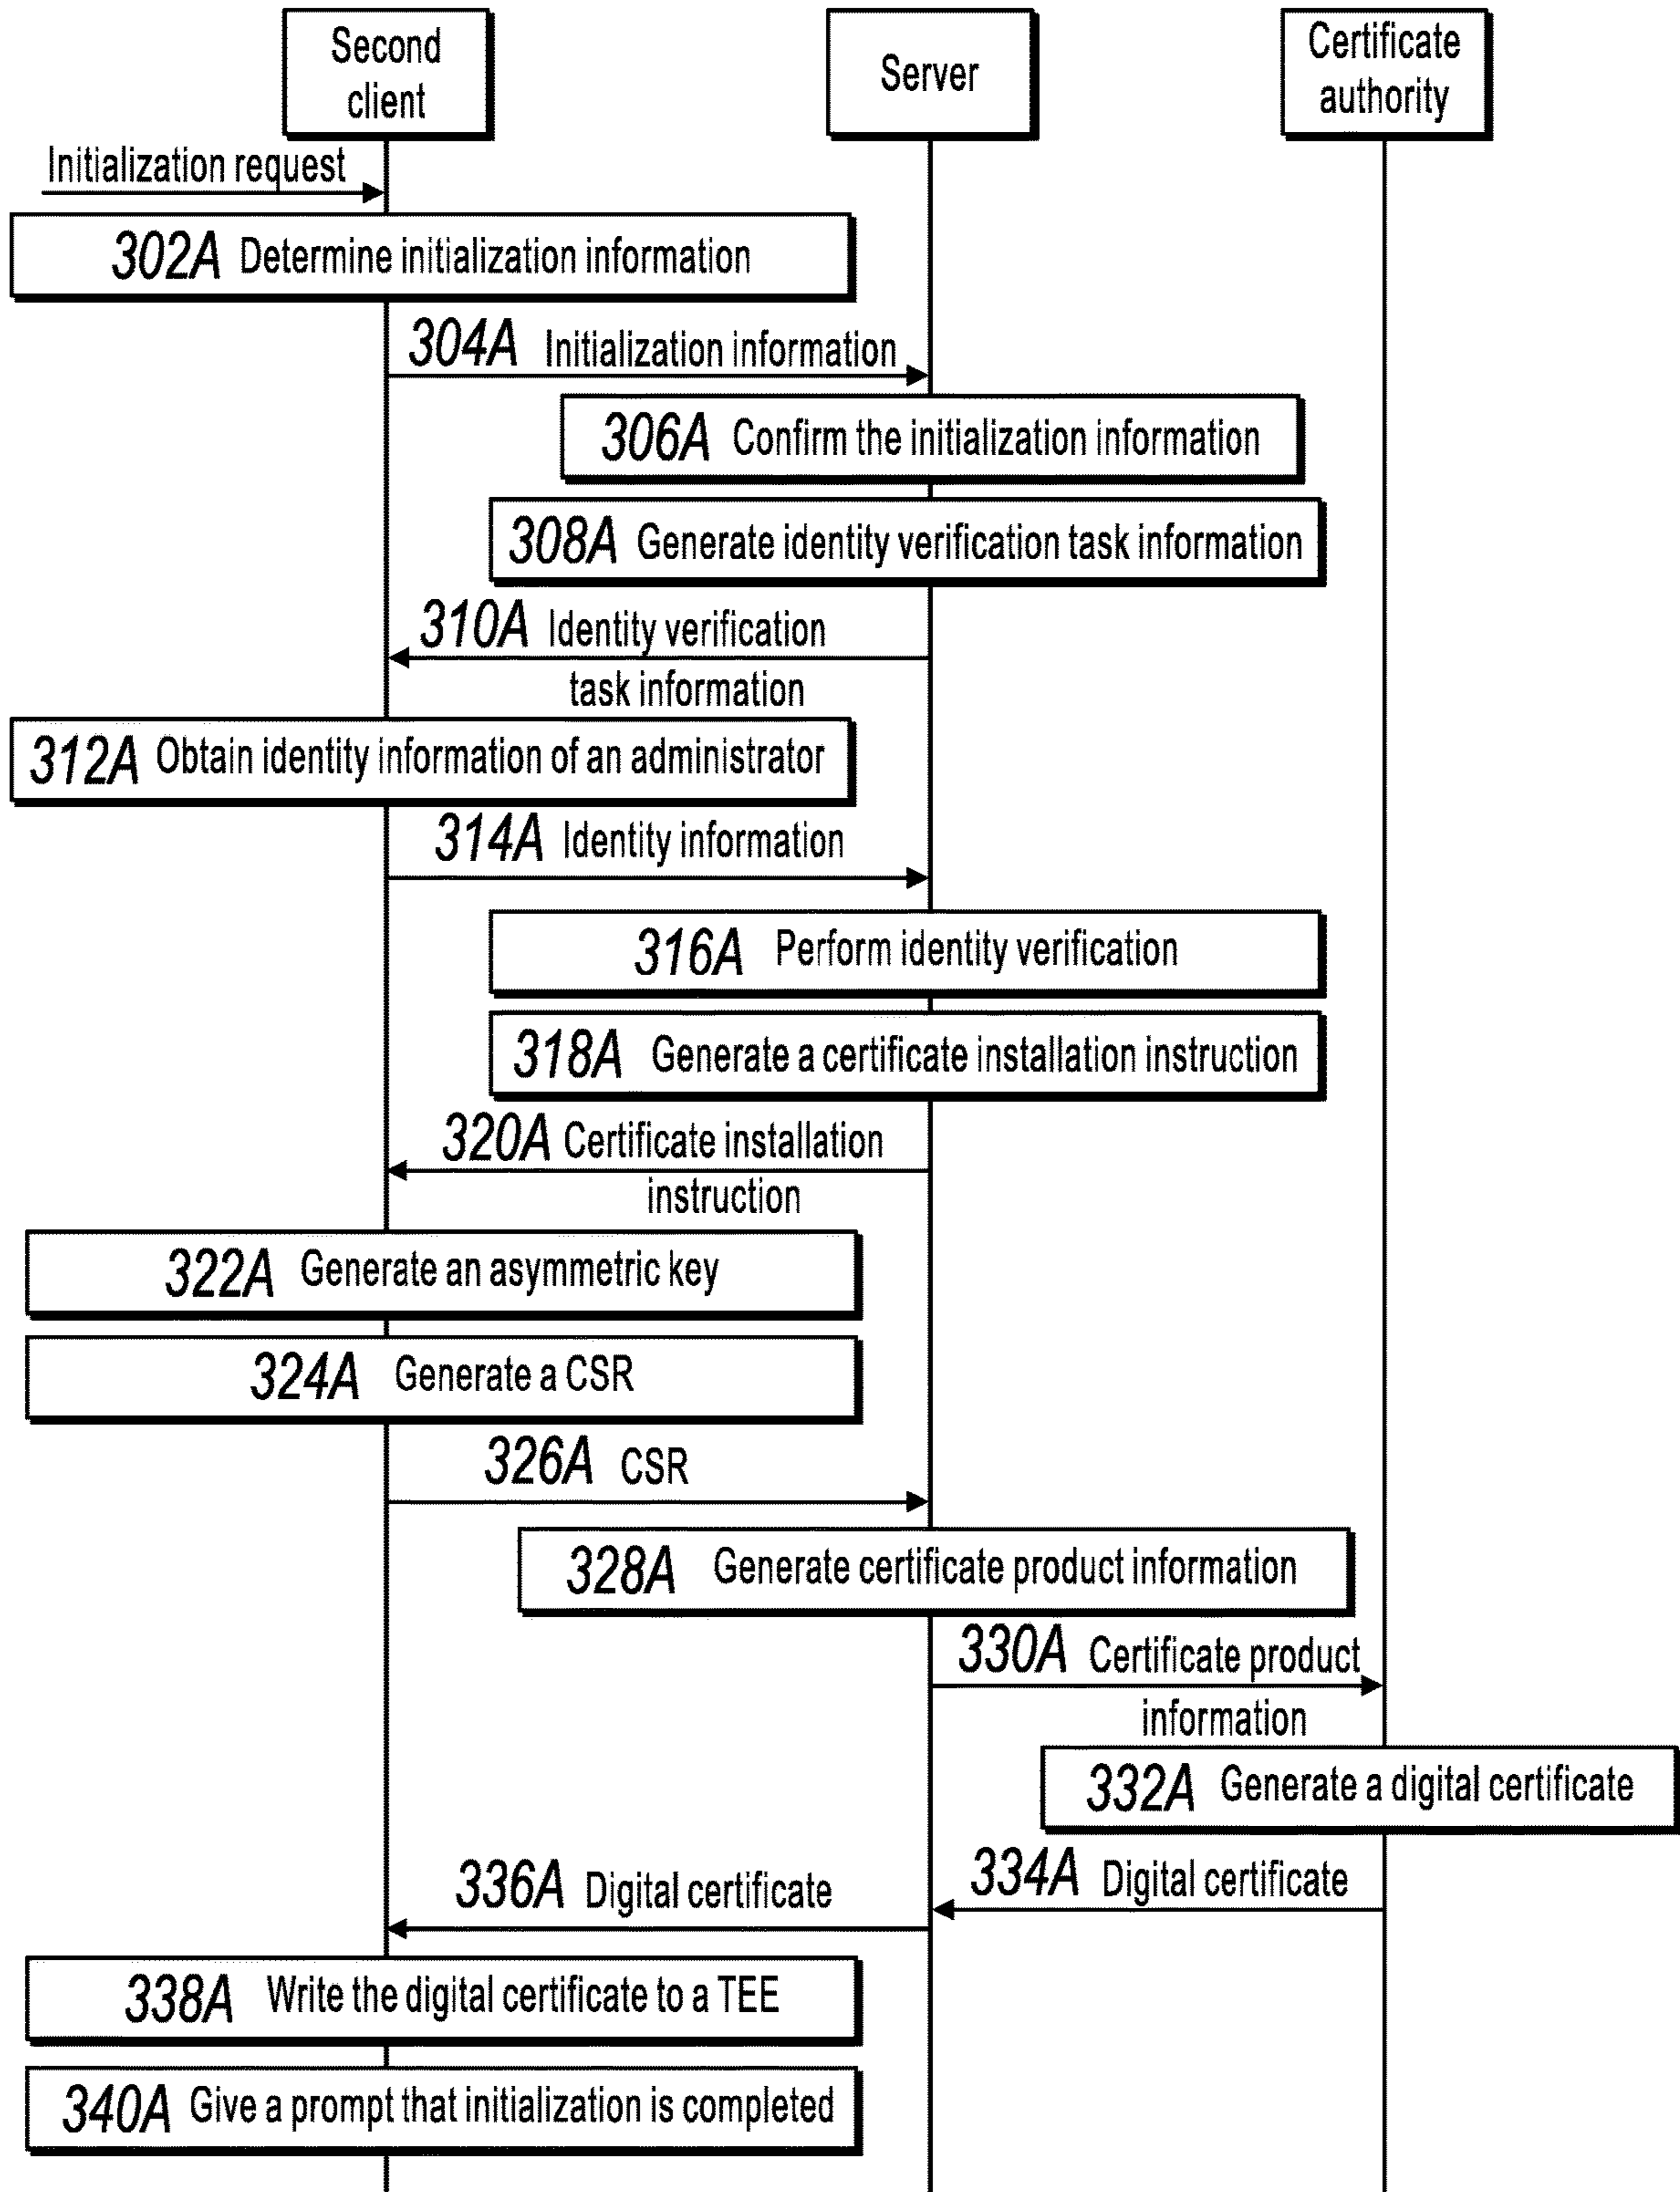 Second
client
Server
Certificate
authority
Initialization request
302A Determine initialization information
304A Initialization information
306A Confirm the initialization information
308A Generate identity verification task information
310A Identity verification
task information
312A Obtain identity information of an administrator
314A Identity information
316A Perform identity verification
318A Generate a certificate installation instruction
320A Certificate installation
instruction
322A Generate an asymmetric key
324A Generate a CSR
326A CSR
328A Generate certificate product information
330A Certificate product
information
332A Generate a digital certificate
334A Digital certificate
336A Digital certificate
338A Write the digital certificate to a TEE
340A Give a prompt that initialization is completed